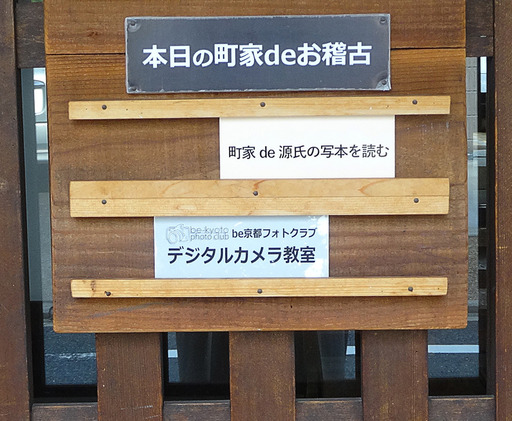 本日の町家deお稽古
町家 de 源氏の写本を読む
be-kyoto
photo club
be京都フォトクラブ
デジタルカメラ教室